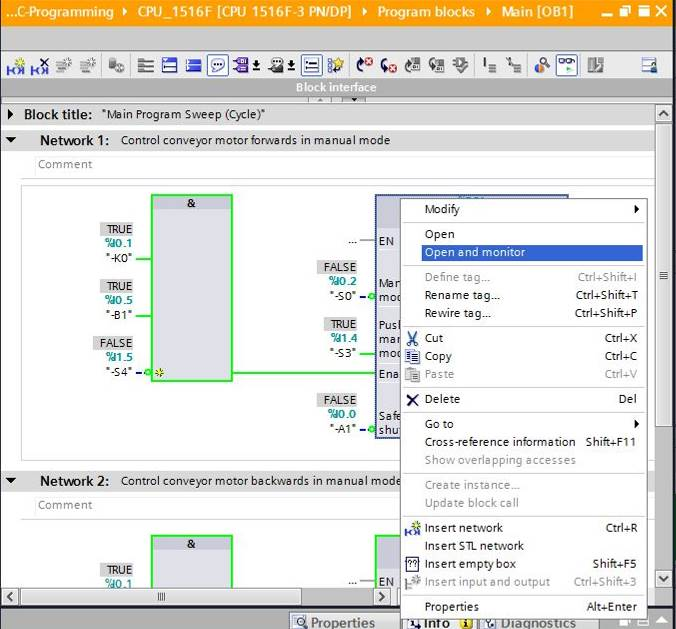 ...C-Programming ▸ CPU_1516F [CPU 1516F-3 PN/DP] ▸ Program blocks ▸ Main [OB1]
Block interface
Block title: "Main Program Sweep (Cycle)"
Network 1: Control conveyor motor forwards in manual mode
Comment
&
TRUE
%I0.1
"-K0"
TRUE
%I0.5
"-B1"
FALSE
%I1.5
"-S4"
... EN
FALSE
%I0.2
"-S0"
TRUE
%I1.4
"-S3"
Ena
FALSE
%I0.0
"-A1"
Modify
Open
Open and monitor
Define tag... Ctrl+Shift+I
Rename tag... Ctrl+Shift+T
Rewire tag... Ctrl+Shift+P
Cut Ctrl+X
Copy Ctrl+C
Paste Ctrl+V
Delete Del
Go to
Cross-reference information Shift+F11
Show overlapping accesses
Create instance...
Update block call
Insert network Ctrl+R
Insert STL network
Insert empty box Shift+F5
Insert input and output Ctrl+Shift+3
Properties Alt+Enter
Network 2: Control conveyor motor backwards in manual mode
Comment
&
TRUE
%I0.1
... EN
Properties
Info
Diagnostics